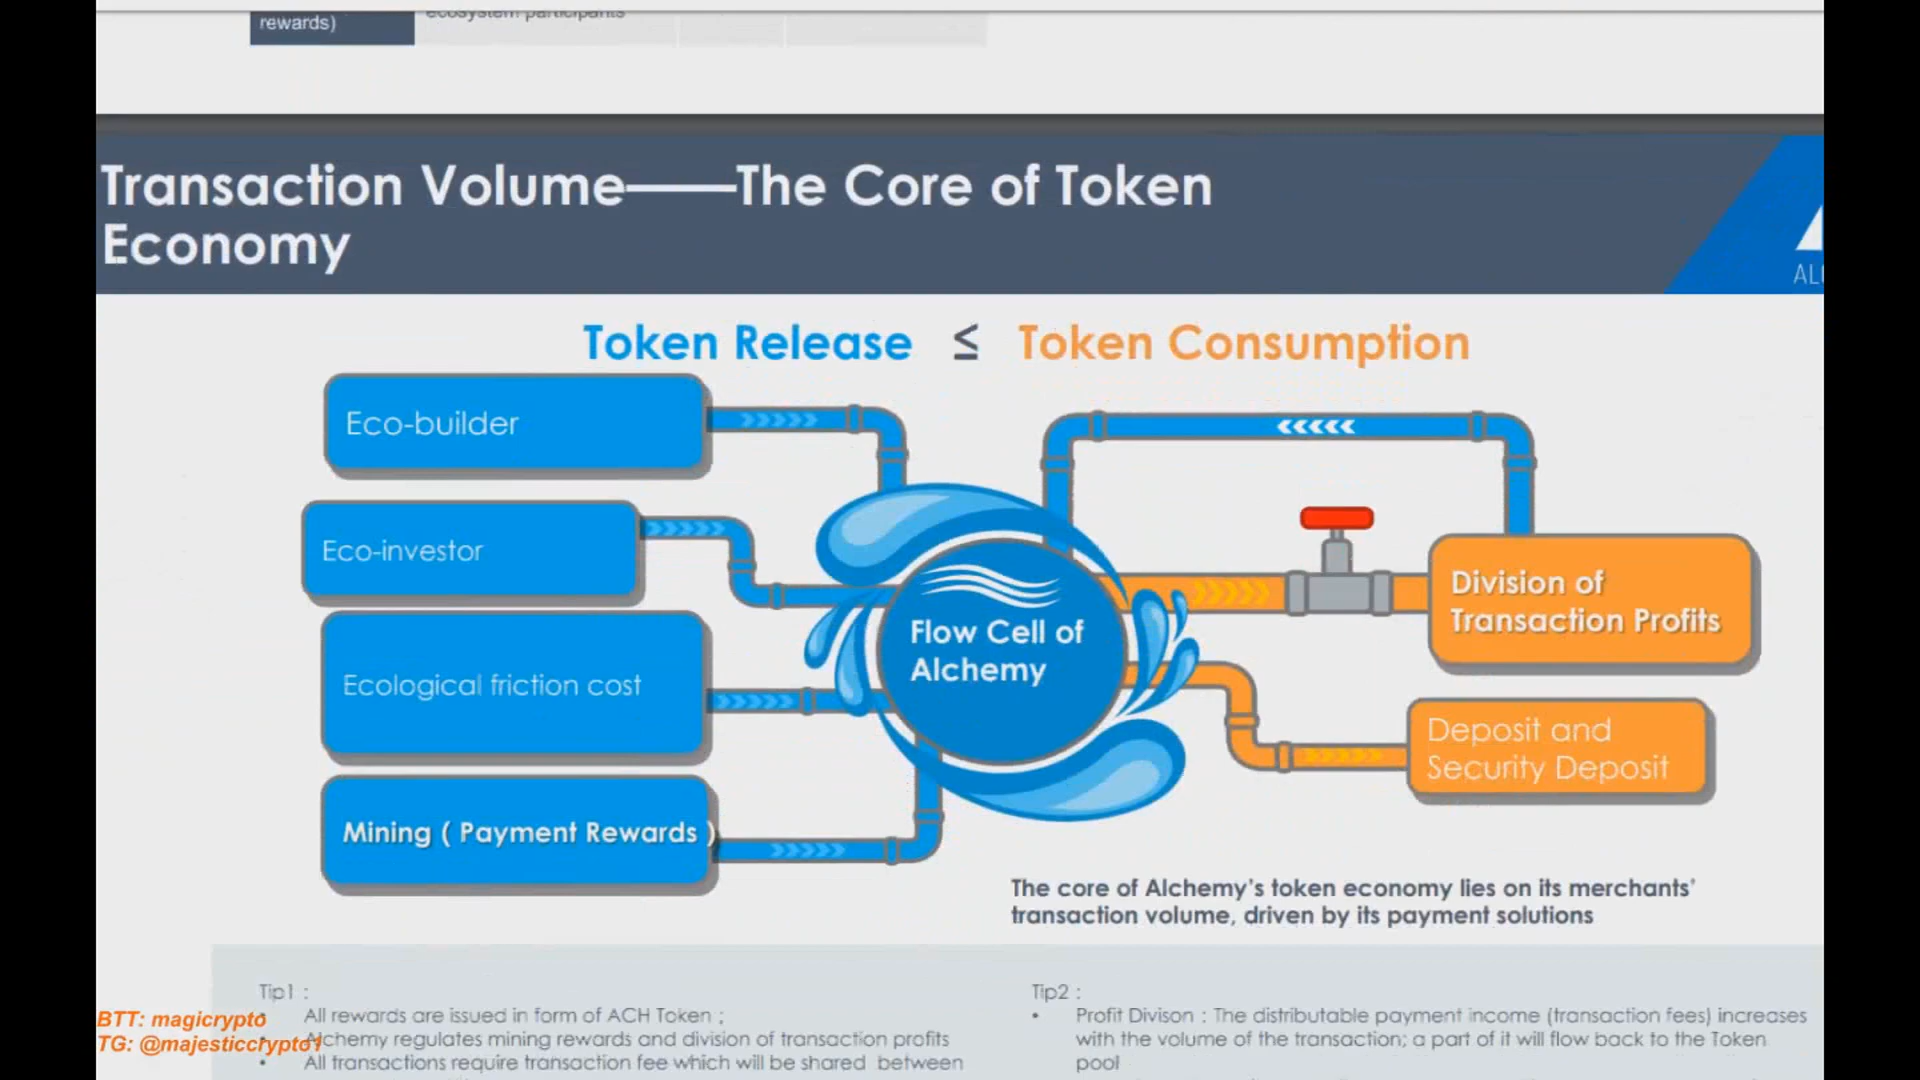 rewards)
ecosystem participants
Transaction Volume——The Core of Token
Economy
Token Release ≤ Token Consumption
Eco-builder
Eco-investor
Ecological friction cost
Mining ( Payment Rewards )
Flow Cell of
Alchemy
Division of
Transaction Profits
Deposit and
Security Deposit
The core of Alchemy's token economy lies on its merchants'
transaction volume, driven by its payment solutions
Tip1 :
• All rewards are issued in form of ACH Token ;
• Alchemy regulates mining rewards and division of transaction profits
• All transactions require transaction fee which will be shared between
Tip2 :
• Profit Divison : The distributable payment income (transaction fees) increases
with the volume of the transaction; a part of it will flow back to the Token
pool
BTT: magicrypto
TG: @majesticcrypto1